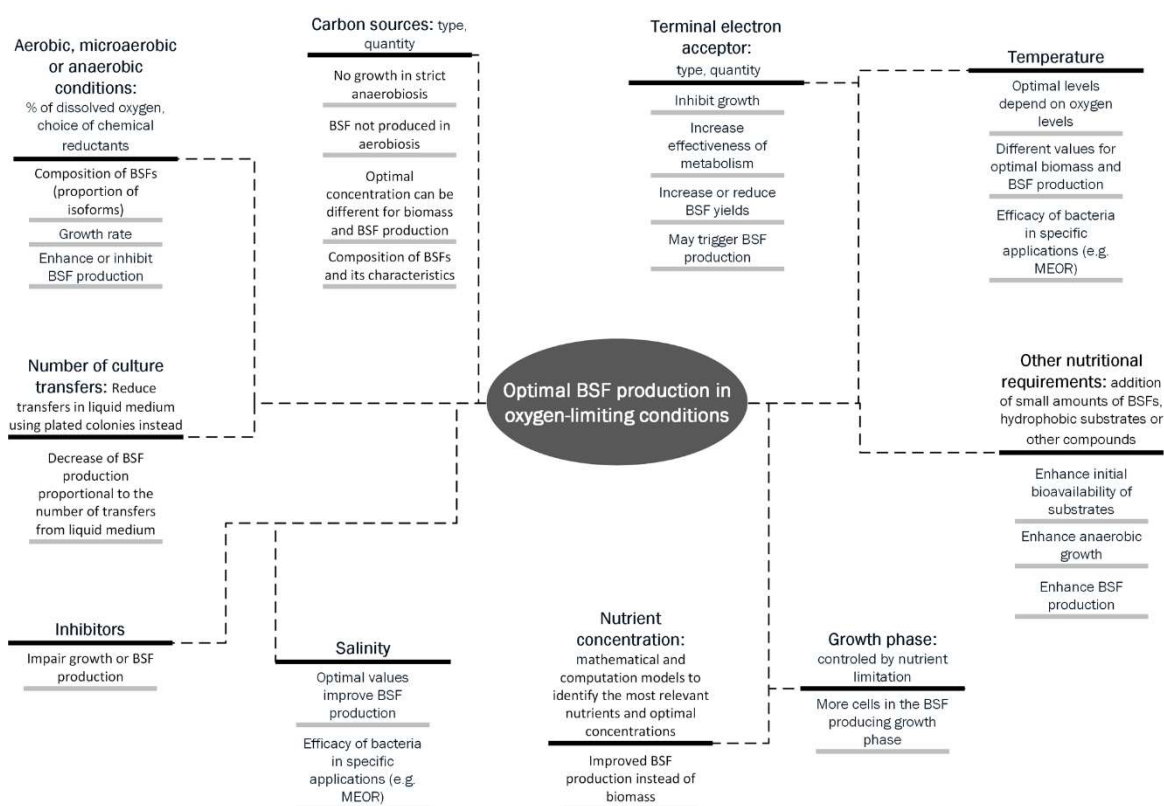 Aerobic, microaerobic
or anaerobic
conditions:
% of dissolved oxygen,
choice of chemical
reductants
Composition of BSFs
(proportion of
isoforms)
Growth rate
Enhance or inhibit
BSF production
Carbon sources: type,
quantity
No growth in strict
anaerobiosis
BSF not produced in
aerobiosis
Optimal
concentration can be
different for biomass
and BSF production
Composition of BSFs
and its characteristics
Terminal electron
acceptor:
type, quantity
Inhibit growth
Increase
effectiveness of
metabolism
Increase or reduce
BSF yields
May trigger BSF
production
Temperature
Optimal levels
depend on oxygen
levels
Different values for
optimal biomass and
BSF production
Efficacy of bacteria
in specific
applications (e.g.
MEOR)
Number of culture
transfers: Reduce
transfers in liquid medium
using plated colonies instead
Decrease of BSF
production
proportional to the
number of transfers
from liquid medium
Optimal BSF production in
oxygen-limiting conditions
Other nutritional
requirements: addition
of small amounts of BSFs,
hydrophobic substrates or
other compounds
Enhance initial
bioavailability of
substrates
Enhance anaerobic
growth
Enhance BSF
production
Inhibitors
Impair growth or BSF
production
Salinity
Optimal values
improve BSF
production
Efficacy of bacteria
in specific
applications (e.g.
MEOR)
Nutrient
concentration:
mathematical and
computation models to
identify the most relevant
nutrients and optimal
concentrations
Improved BSF
production instead of
biomass
Growth phase:
controled by nutrient
limitation
More cells in the BSF
producing growth
phase